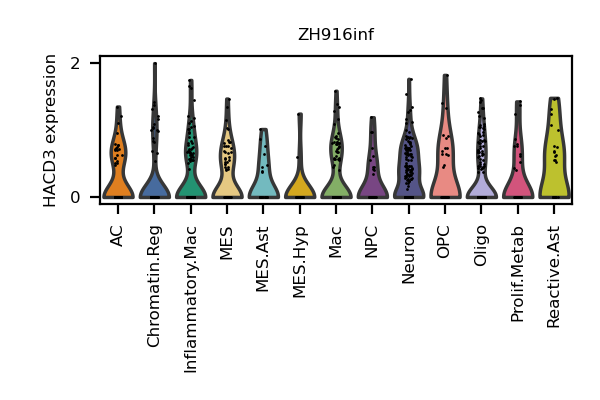 ZH916inf
HACD3 expression
2
0
AC
Chromatin.Reg
Inflammatory.Mac
MES
MES.Ast
MES.Hyp
Mac
NPC
Neuron
OPC
Oligo
Prolif.Metab
Reactive.Ast